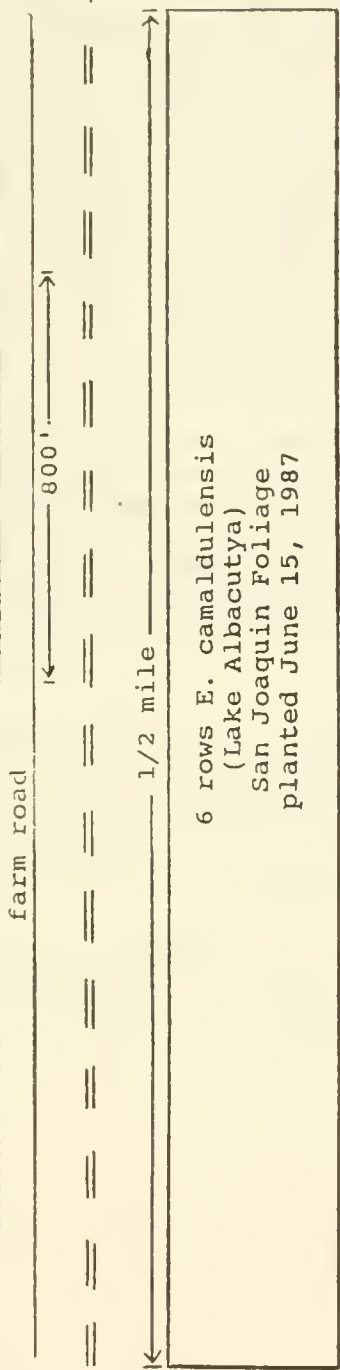 farm road
800'
1/2 mile
6 rows E. camaldulensis
(Lake Albacutya)
San Joaquin Foliage
planted June 15, 1987